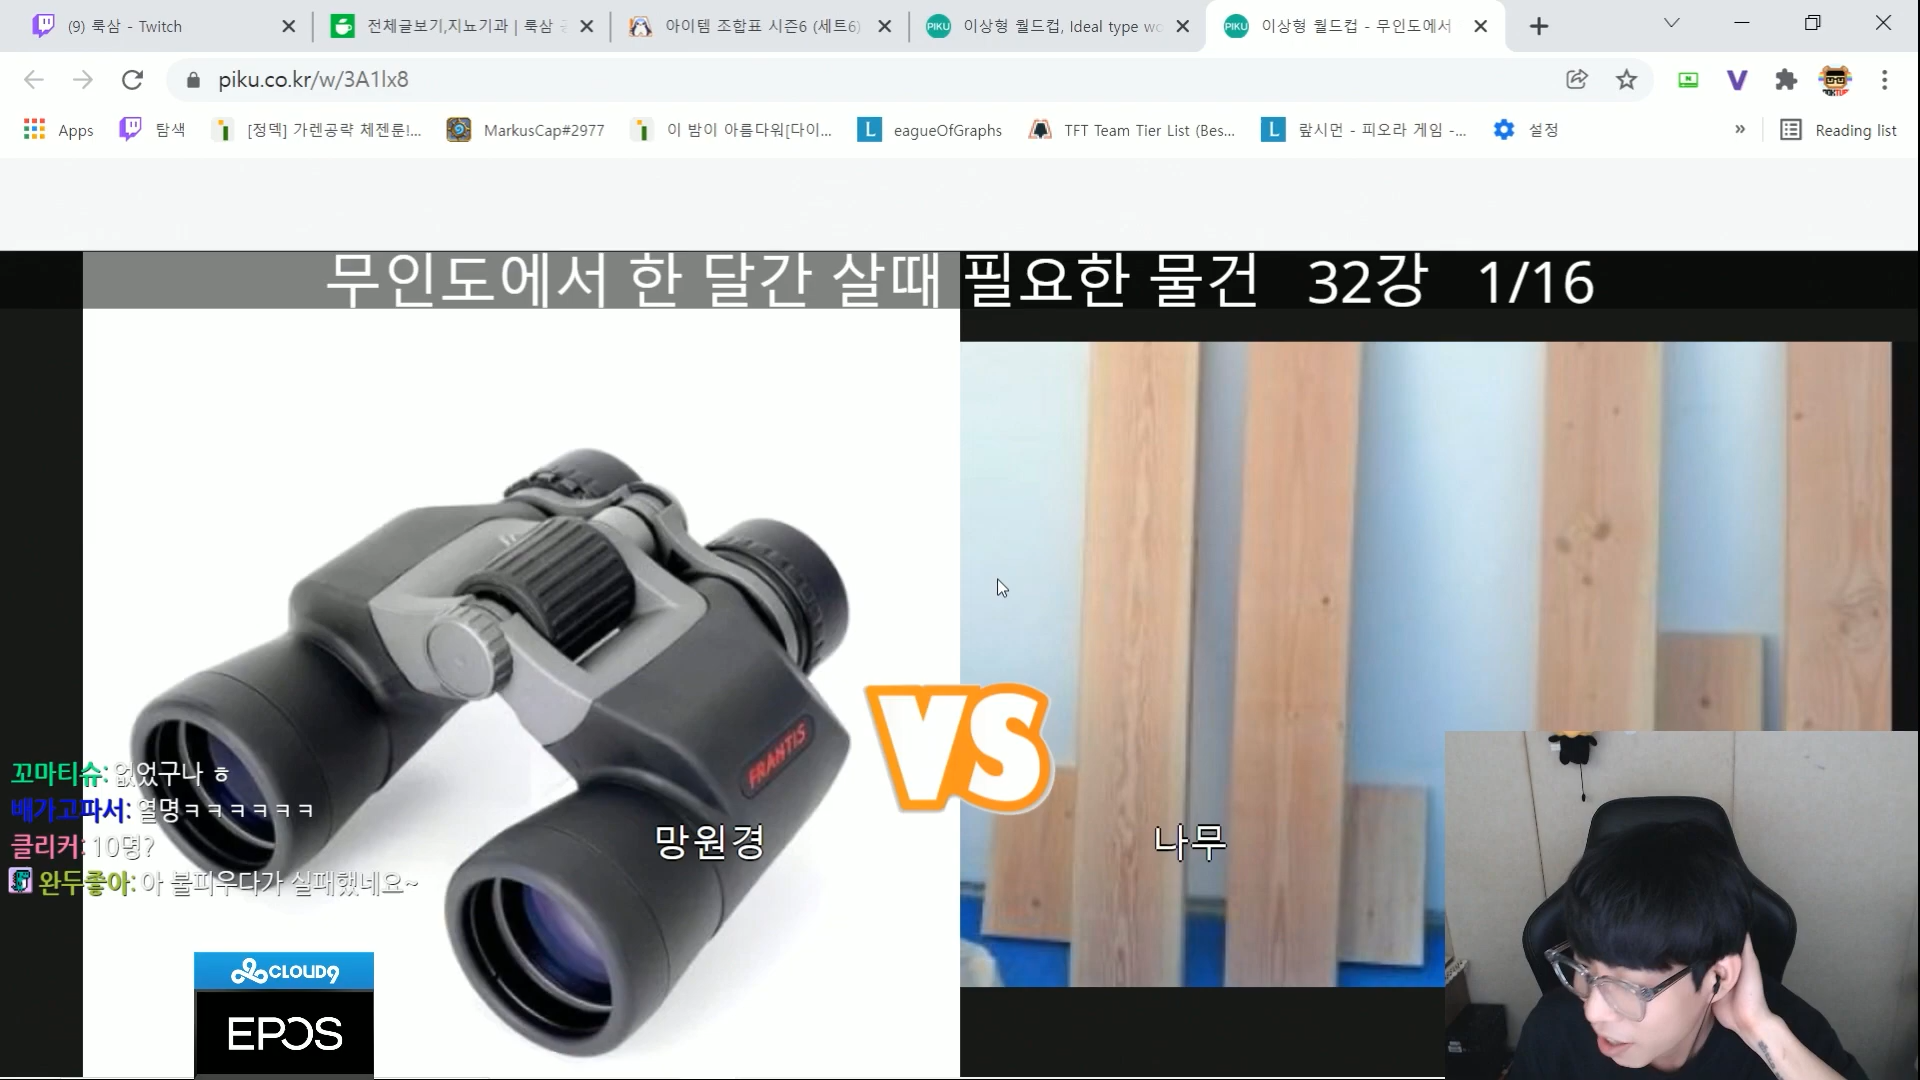 (9) 룩삼 - Twitch
전체글보기,지뇨기과 | 룩삼 공
아이템 조합표 시즌6 (세트6)
이상형 월드컵, Ideal type wo
이상형 월드컵 - 무인도에서
piku.co.kr/w/3A1lx8
Apps
탐색
[정덱] 가렌공략 체젠룬!...
MarkusCap#2977
이 밤이 아름다워[다이...
eagueOfGraphs
TFT Team Tier List (Bes...
랖시먼 - 피오라 게임 -...
설정
»
Reading list
무인도에서 한 달간 살때 필요한 물건 32강 1/16
FRANTIS
VS
망원경
나무
꼬마티슈: 없었구나 ㅎ
배가고파서: 열명ㅋㅋㅋㅋㅋㅋ
클리커: 10명?
완두좋아: 아 불피우다가 실패했네요~
CLOUD9
EPOS